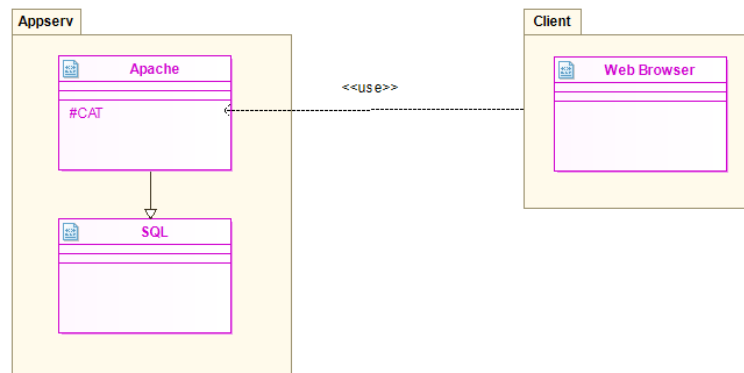 Appserv
Client
Apache
Web Browser
<<use>>
#CAT
SQL